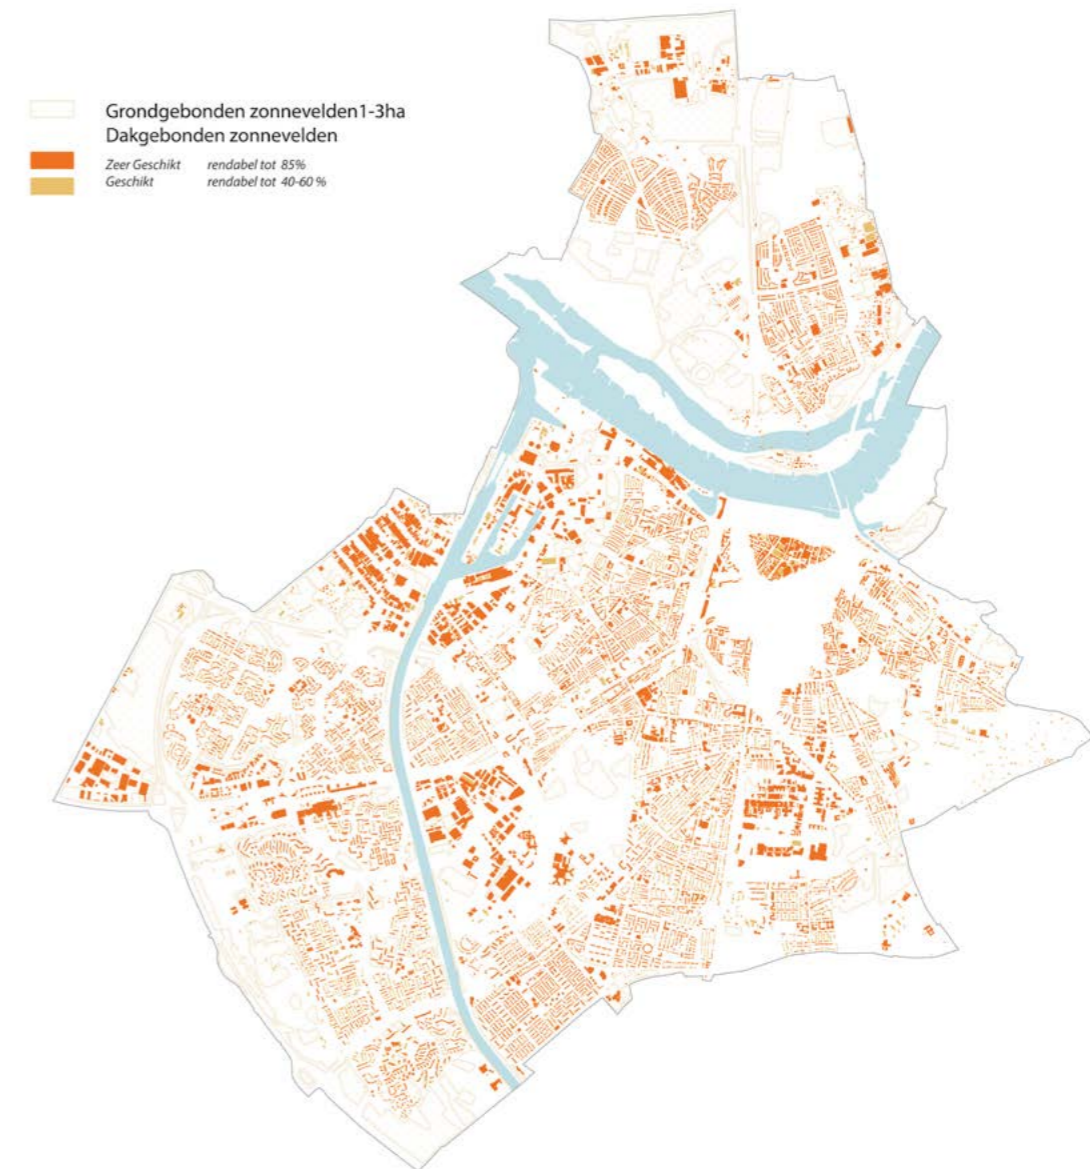 Grondgebonden zonnevelden1-3ha
Dakgebonden zonnevelden
Zeer Geschikt rendabel tot 85%
Geschikt rendabel tot 40-60 %